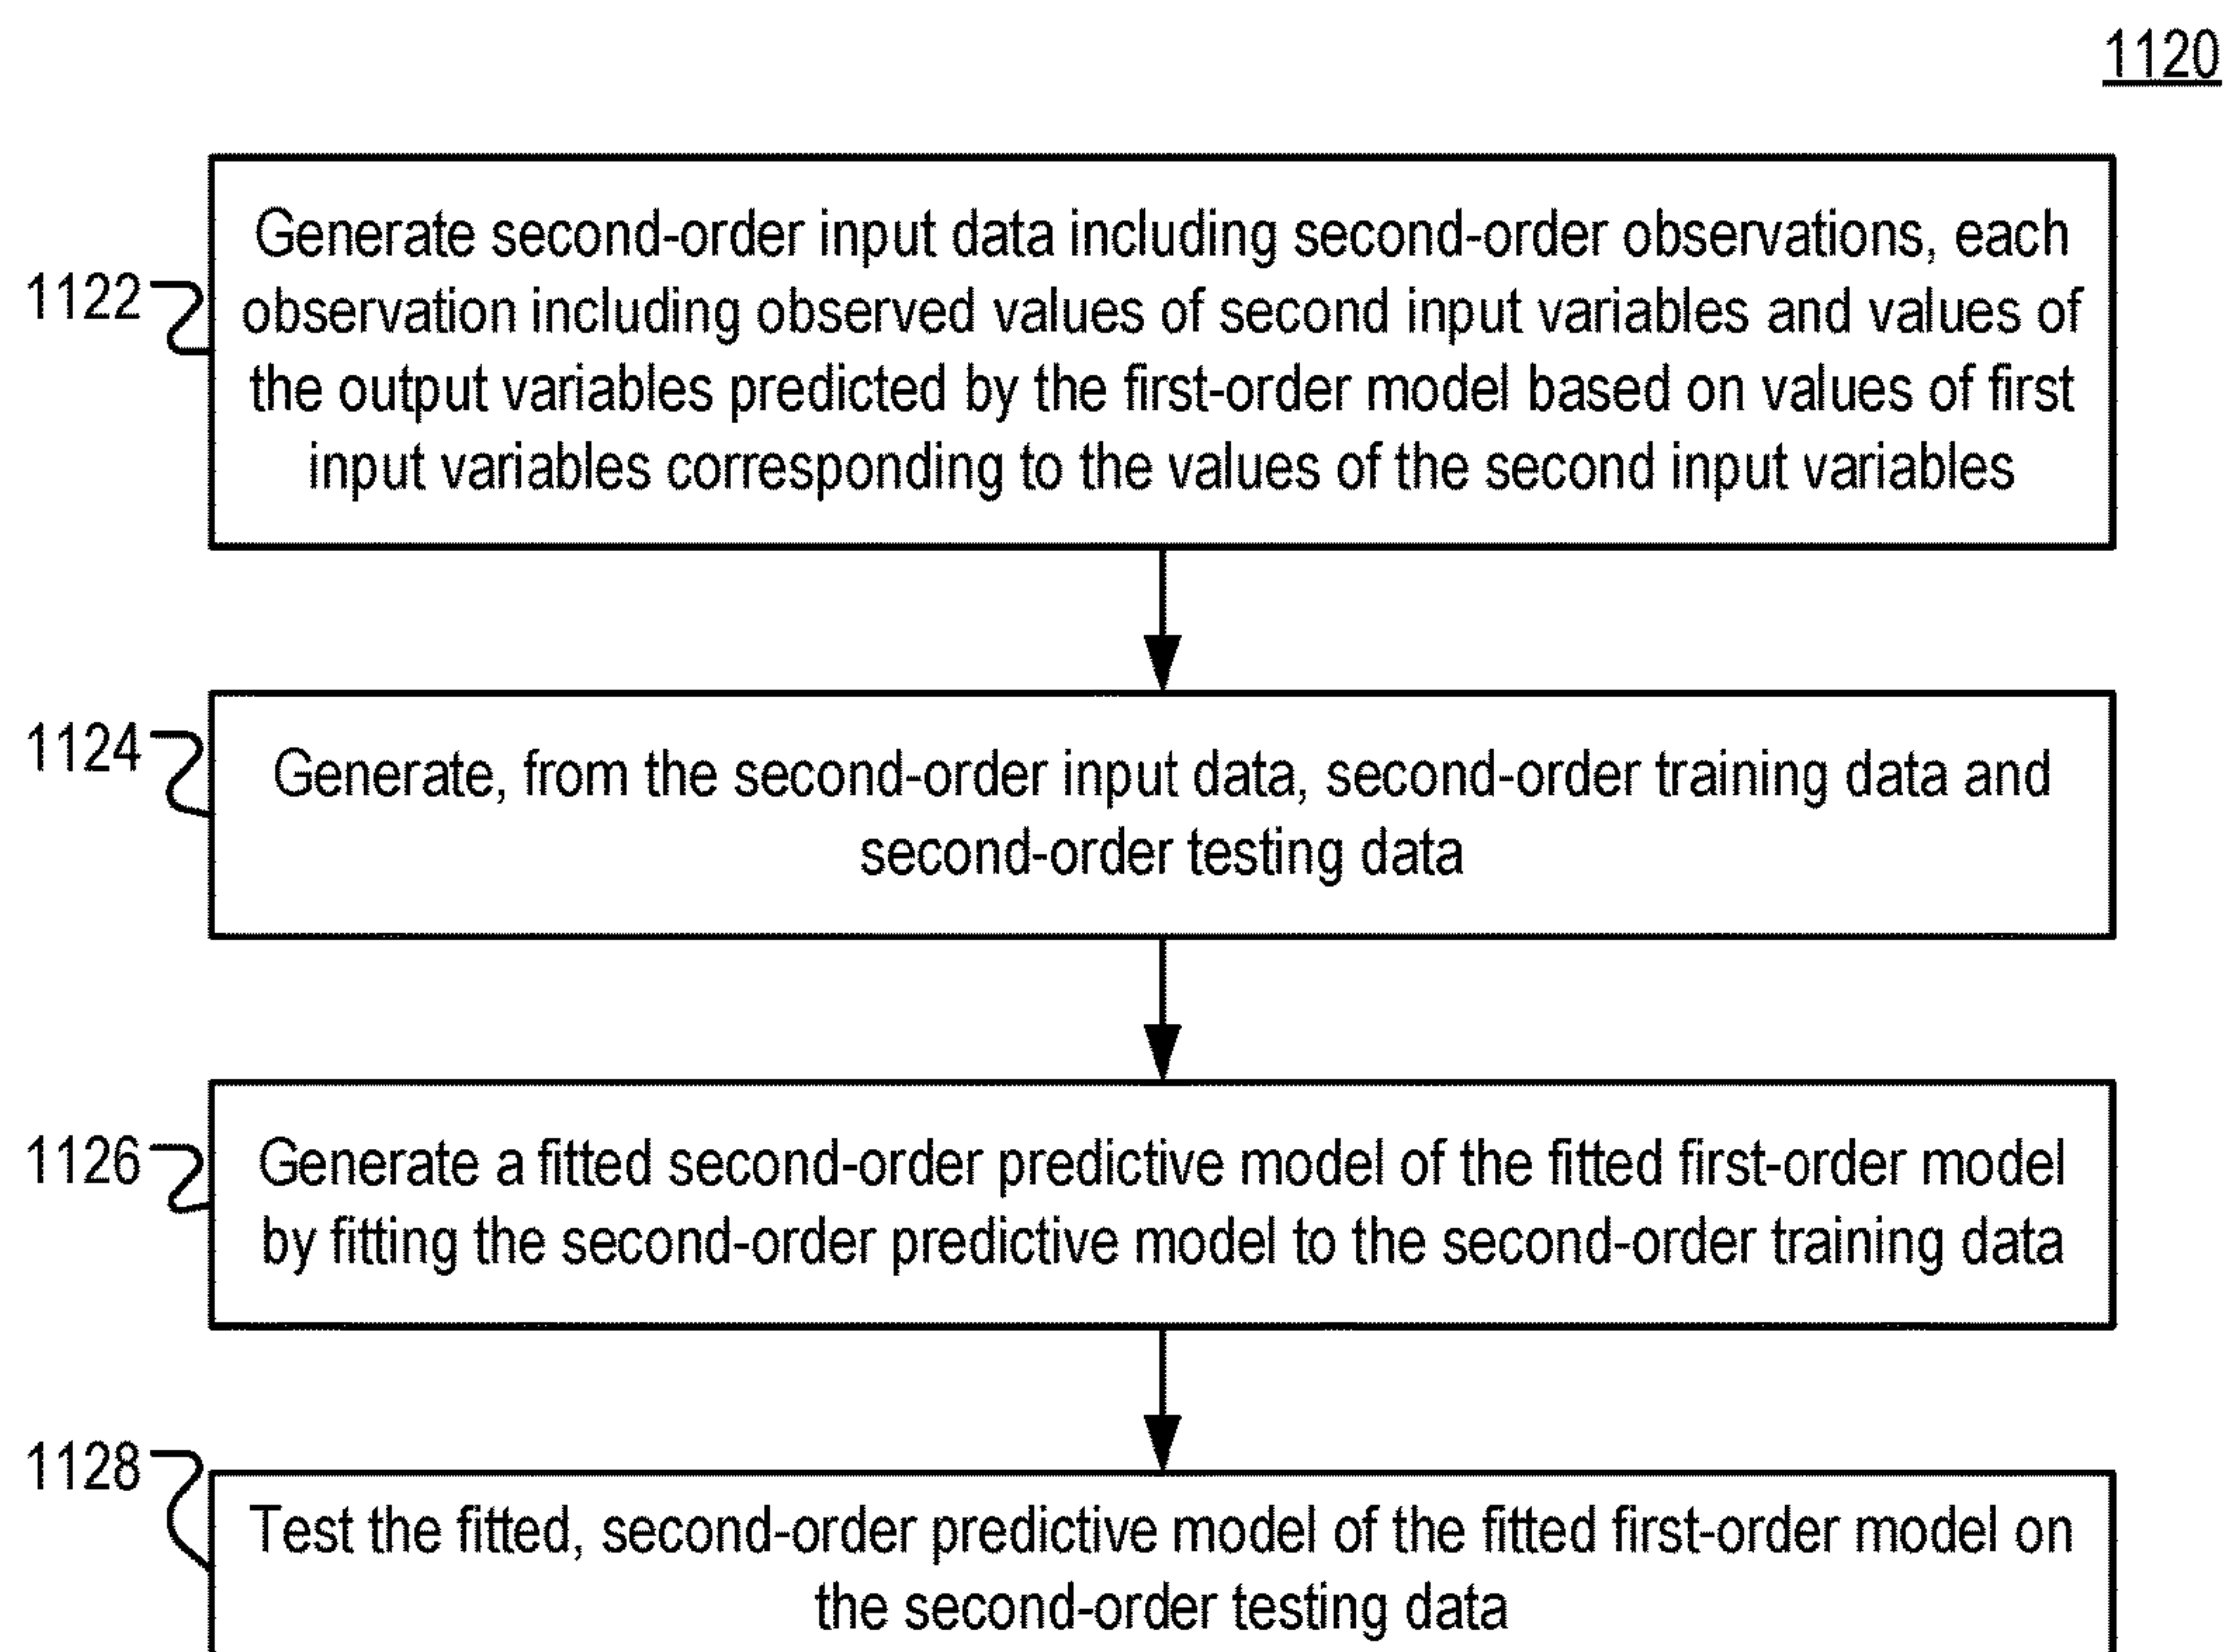 1120
1122
Generate second-order input data including second-order observations, each
observation including observed values of second input variables and values of
the output variables predicted by the first-order model based on values of first
input variables corresponding to the values of the second input variables
1124
Generate, from the second-order input data, second-order training data and
second-order testing data
1126
Generate a fitted second-order predictive model of the fitted first-order model
by fitting the second-order predictive model to the second-order training data
1128
Test the fitted, second-order predictive model of the fitted first-order model on
the second-order testing data